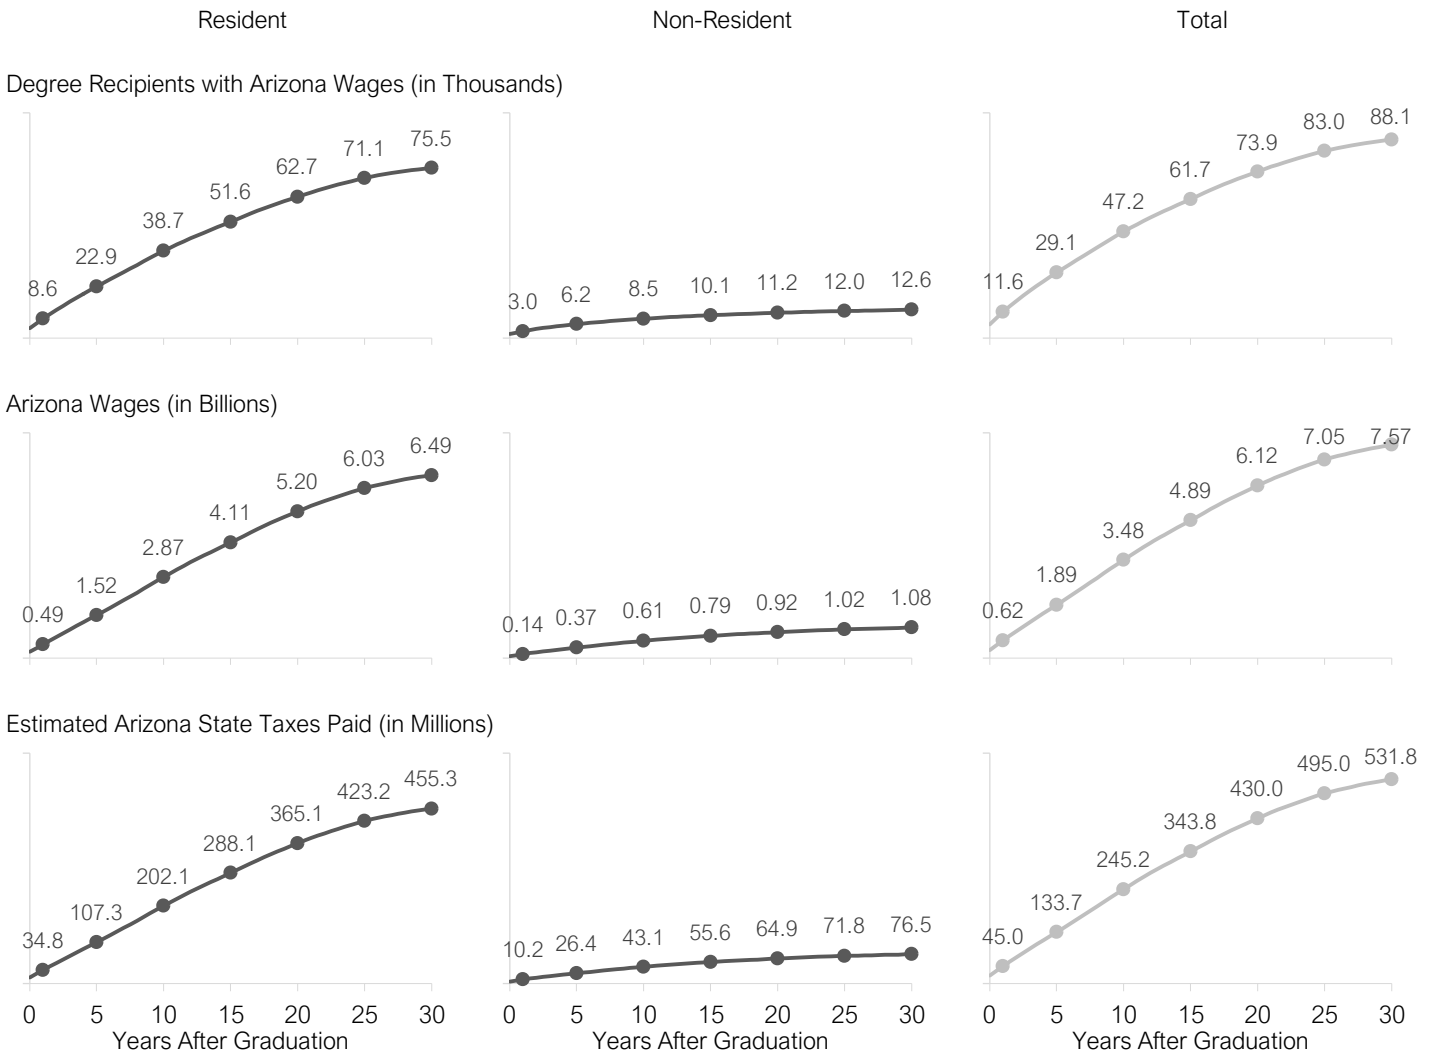 Resident Non-Resident Total
Degree Recipients with Arizona Wages (in Thousands)
8.6 22.9 38.7 51.6 62.7 71.1 75.5
3.0 6.2 8.5 10.1 11.2 12.0 12.6
11.6 29.1 47.2 61.7 73.9 83.0 88.1
Arizona Wages (in Billions)
0.49 1.52 2.87 4.11 5.20 6.03 6.49
0.14 0.37 0.61 0.79 0.92 1.02 1.08
0.62 1.89 3.48 4.89 6.12 7.05 7.57
Estimated Arizona State Taxes Paid (in Millions)
34.8 107.3 202.1 288.1 365.1 423.2 455.3
10.2 26.4 43.1 55.6 64.9 71.8 76.5
45.0 133.7 245.2 343.8 430.0 495.0 531.8
0 5 10 15 20 25 30
Years After Graduation
0 5 10 15 20 25 30
Years After Graduation
0 5 10 15 20 25 30
Years After Graduation